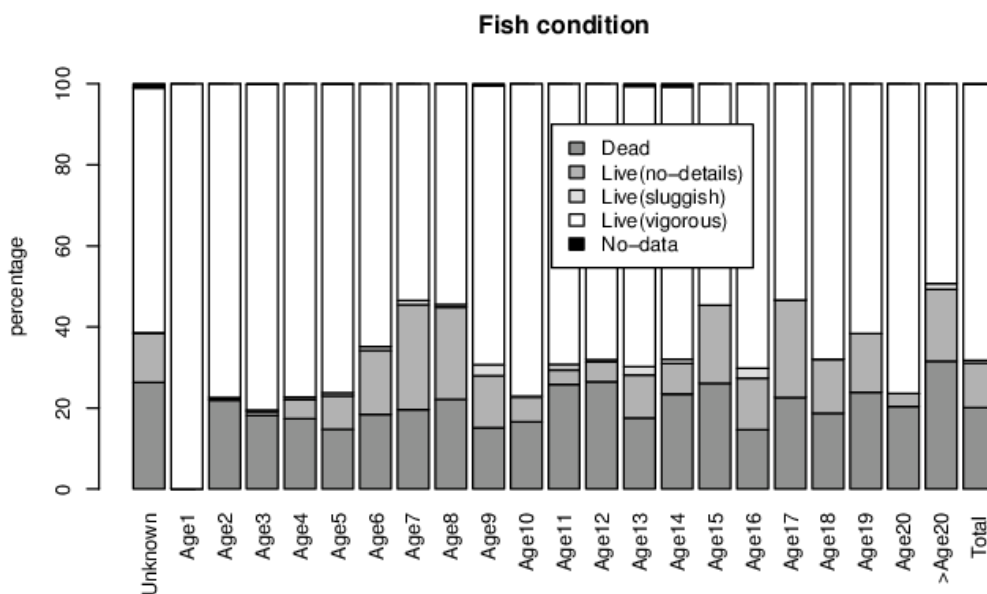 Fish condition
percentage
0
20
40
60
80
100
Dead
Live(no-details)
Live(sluggish)
Live(vigorous)
No-data
Unknown
Age1
Age2
Age3
Age4
Age5
Age6
Age7
Age8
Age9
Age10
Age11
Age12
Age13
Age14
Age15
Age16
Age17
Age18
Age19
Age20
>Age20
Total